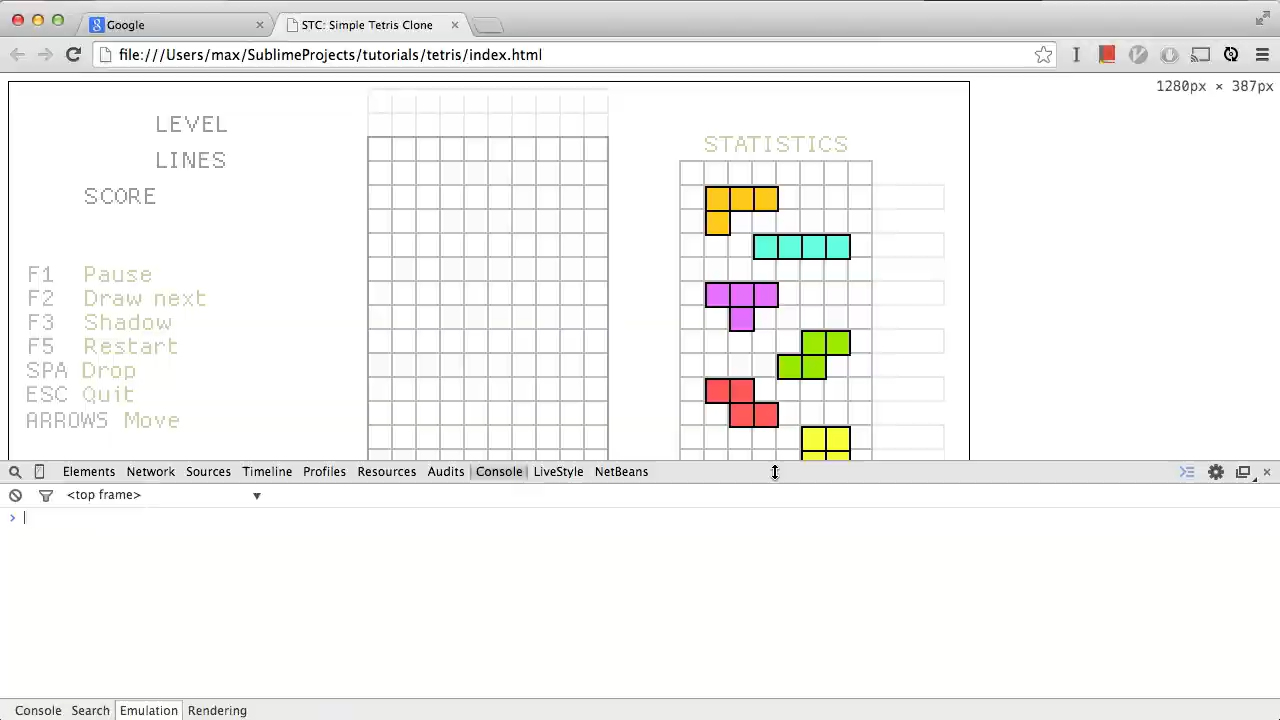 Google
STC: Simple Tetris Clone
file:///Users/max/SublimeProjects/tutorials/tetris/index.html
1280px × 387px
LEVEL
LINES
SCORE
STATISTICS
F1 Pause
F2 Draw next
F3 Shadow
F5 Restart
SPA Drop
ESC Quit
ARROWS Move
Elements Network Sources Timeline Profiles Resources Audits Console LiveStyle NetBeans
<top frame>
Console Search Emulation Rendering